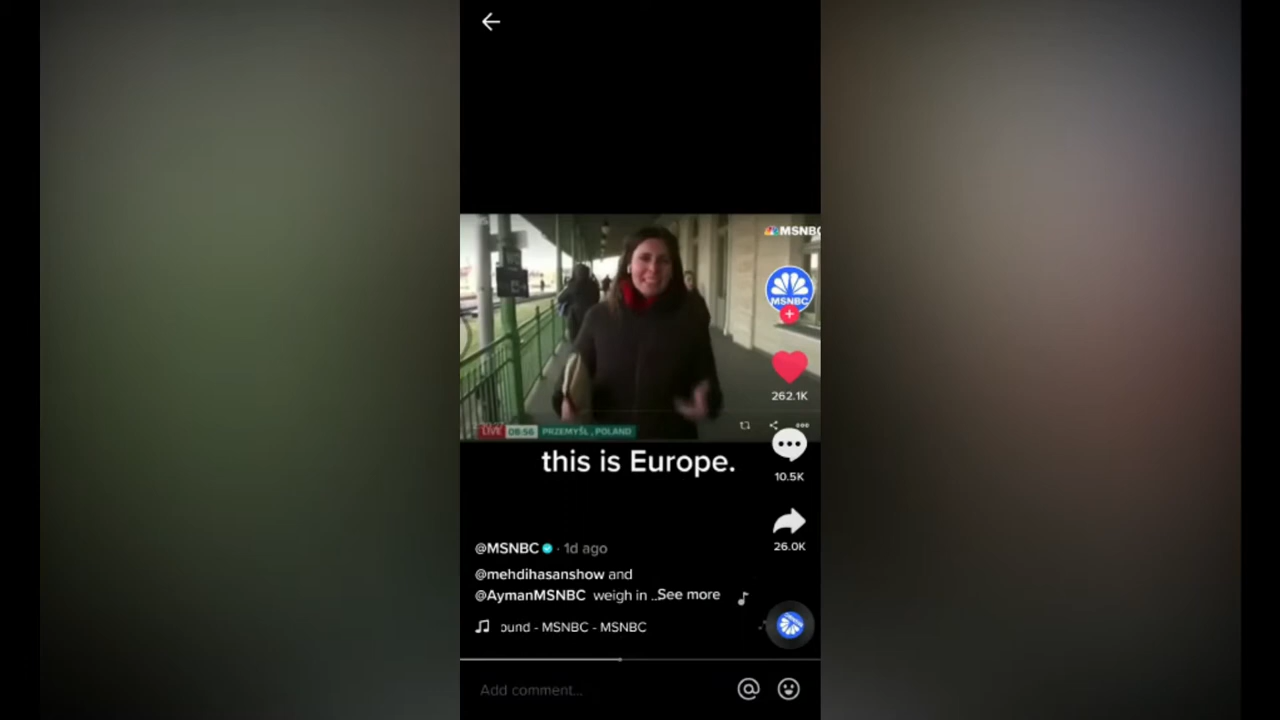 MSNBC
MSNBC
262.1K
LIVE 08:56 PRZEMYŚL, POLAND
10.5K
this is Europe.
26.0K
@MSNBC · 1d ago
@mehdihasanshow and
@AymanMSNBC weigh in ..See more
ound - MSNBC - MSNBC
Add comment...